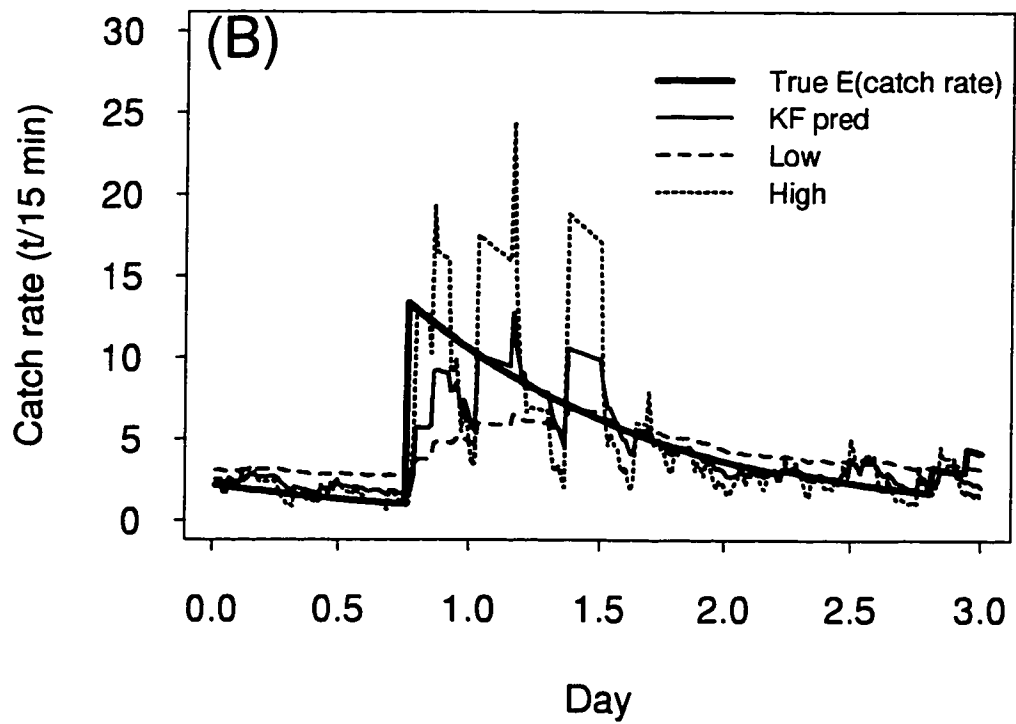 (B)
True E(catch rate)
KF pred
Low
High
Catch rate (t/15 min)
30
25
20
15
10
5
0
0.0 0.5 1.0 1.5 2.0 2.5 3.0
Day